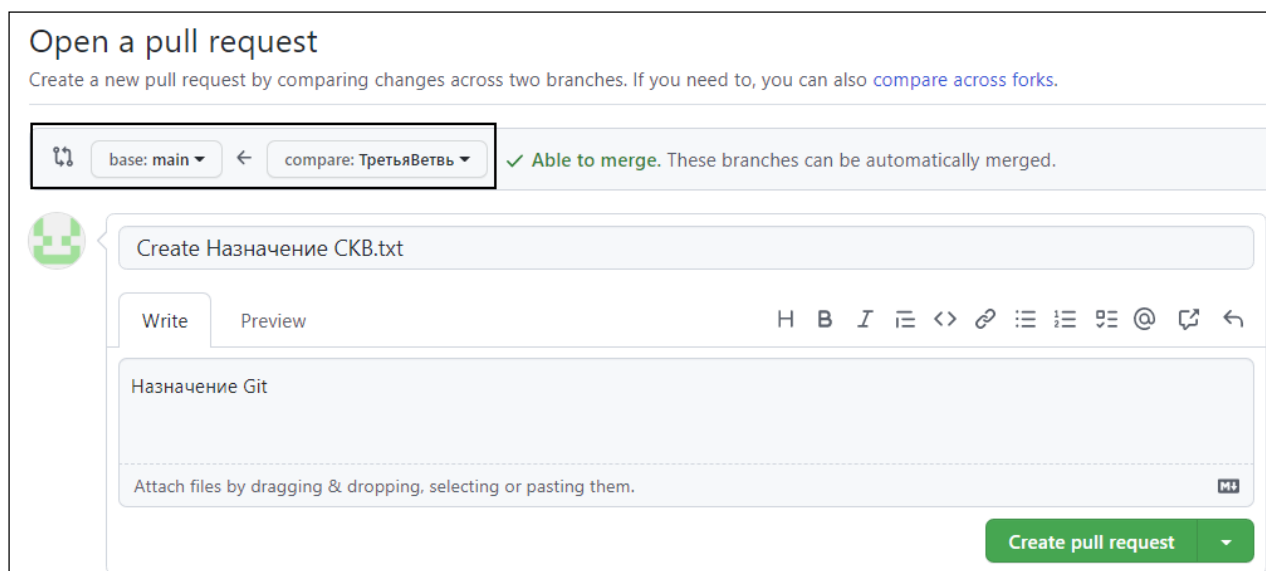 Open a pull request
Create a new pull request by comparing changes across two branches. If you need to, you can also compare across forks.
base: main ← compare: ТретьяВетвь ✓ Able to merge. These branches can be automatically merged.
Create Назначение СКВ.txt
Write Preview
Назначение Git
Attach files by dragging & dropping, selecting or pasting them.
Create pull request